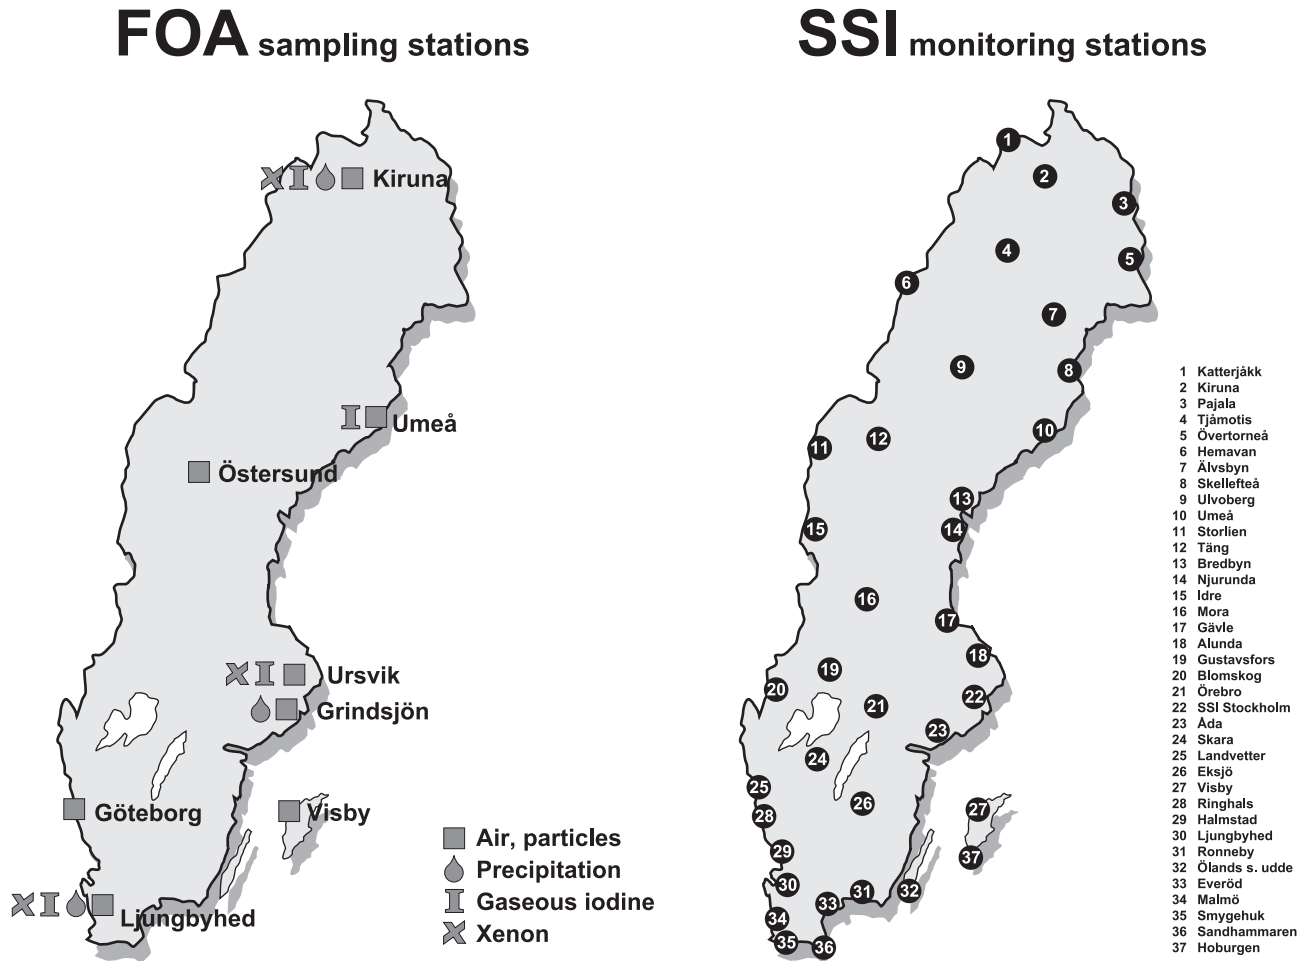 FOA sampling stations
Kiruna
Umeå
Östersund
Ursvik
Grindsjön
Göteborg
Visby
Ljungbyhed
Air, particles
Precipitation
Gaseous iodine
Xenon
SSI monitoring stations
1
2
3
4
5
6
7
8
9
10
11
12
13
14
15
16
17
18
19
20
21
22
23
24
25
26
27
28
29
37
30
31
32
33
34
35
36
1 Katterjåkk
2 Kiruna
3 Pajala
4 Tjåmotis
5 Övertorneå
6 Hemavan
7 Älvsbyn
8 Skellefteå
9 Ulvoberg
10 Umeå
11 Storlien
12 Täng
13 Bredbyn
14 Njurunda
15 Idre
16 Mora
17 Gävle
18 Alunda
19 Gustavsfors
20 Blomskog
21 Örebro
22 SSI Stockholm
23 Åda
24 Skara
25 Landvetter
26 Eksjö
27 Visby
28 Ringhals
29 Halmstad
30 Ljungbyhed
31 Ronneby
32 Ölands s. udde
33 Everöd
34 Malmö
35 Smygehuk
36 Sandhammaren
37 Hoburgen